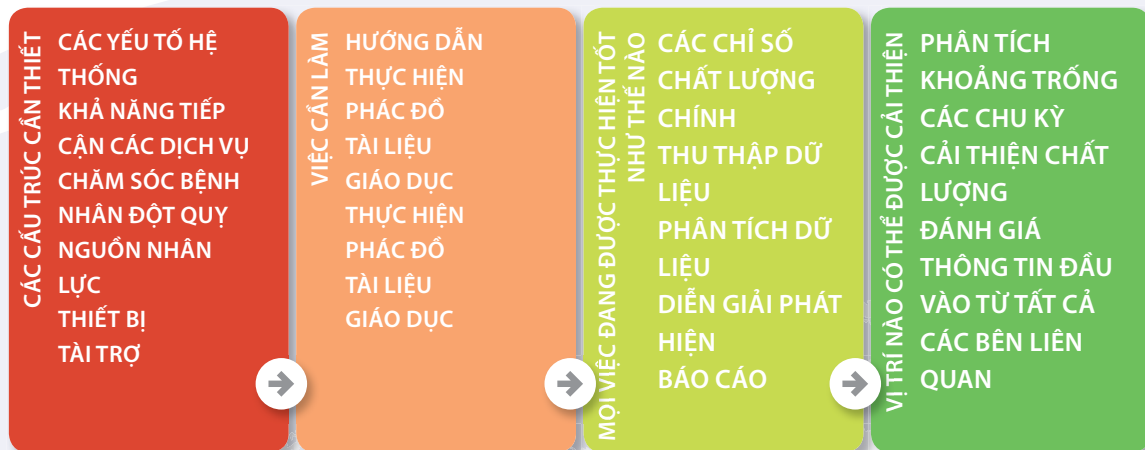 CÁC CẤU TRÚC CẦN THIẾT
CÁC YẾU TỐ HỆ
THỐNG
KHẢ NĂNG TIẾP
CẬN CÁC DỊCH VỤ
CHĂM SÓC BỆNH
NHÂN ĐỘT QUỴ
NGUỒN NHÂN
LỰC
THIẾT BỊ
TÀI TRỢ
VIỆC CẦN LÀM
HƯỚNG DẪN
THỰC HIỆN
PHÁC ĐỒ
TÀI LIỆU
GIÁO DỤC
THỰC HIỆN
PHÁC ĐỒ
TÀI LIỆU
GIÁO DỤC
MỌI VIỆC ĐANG ĐƯỢC THỰC HIỆN TỐT
NHƯ THẾ NÀO
CÁC CHỈ SỐ
CHẤT LƯỢNG
CHÍNH
THU THẬP DỮ
LIỆU
PHÂN TÍCH DỮ
LIỆU
DIỄN GIẢI PHÁT
HIỆN
BÁO CÁO
VỊ TRÍ NÀO CÓ THỂ ĐƯỢC CẢI THIỆN
PHÂN TÍCH
KHOẢNG TRỐNG
CÁC CHU KỲ
CẢI THIỆN CHẤT
LƯỢNG
ĐÁNH GIÁ
THÔNG TIN ĐẦU
VÀO TỪ TẤT CẢ
CÁC BÊN LIÊN
QUAN